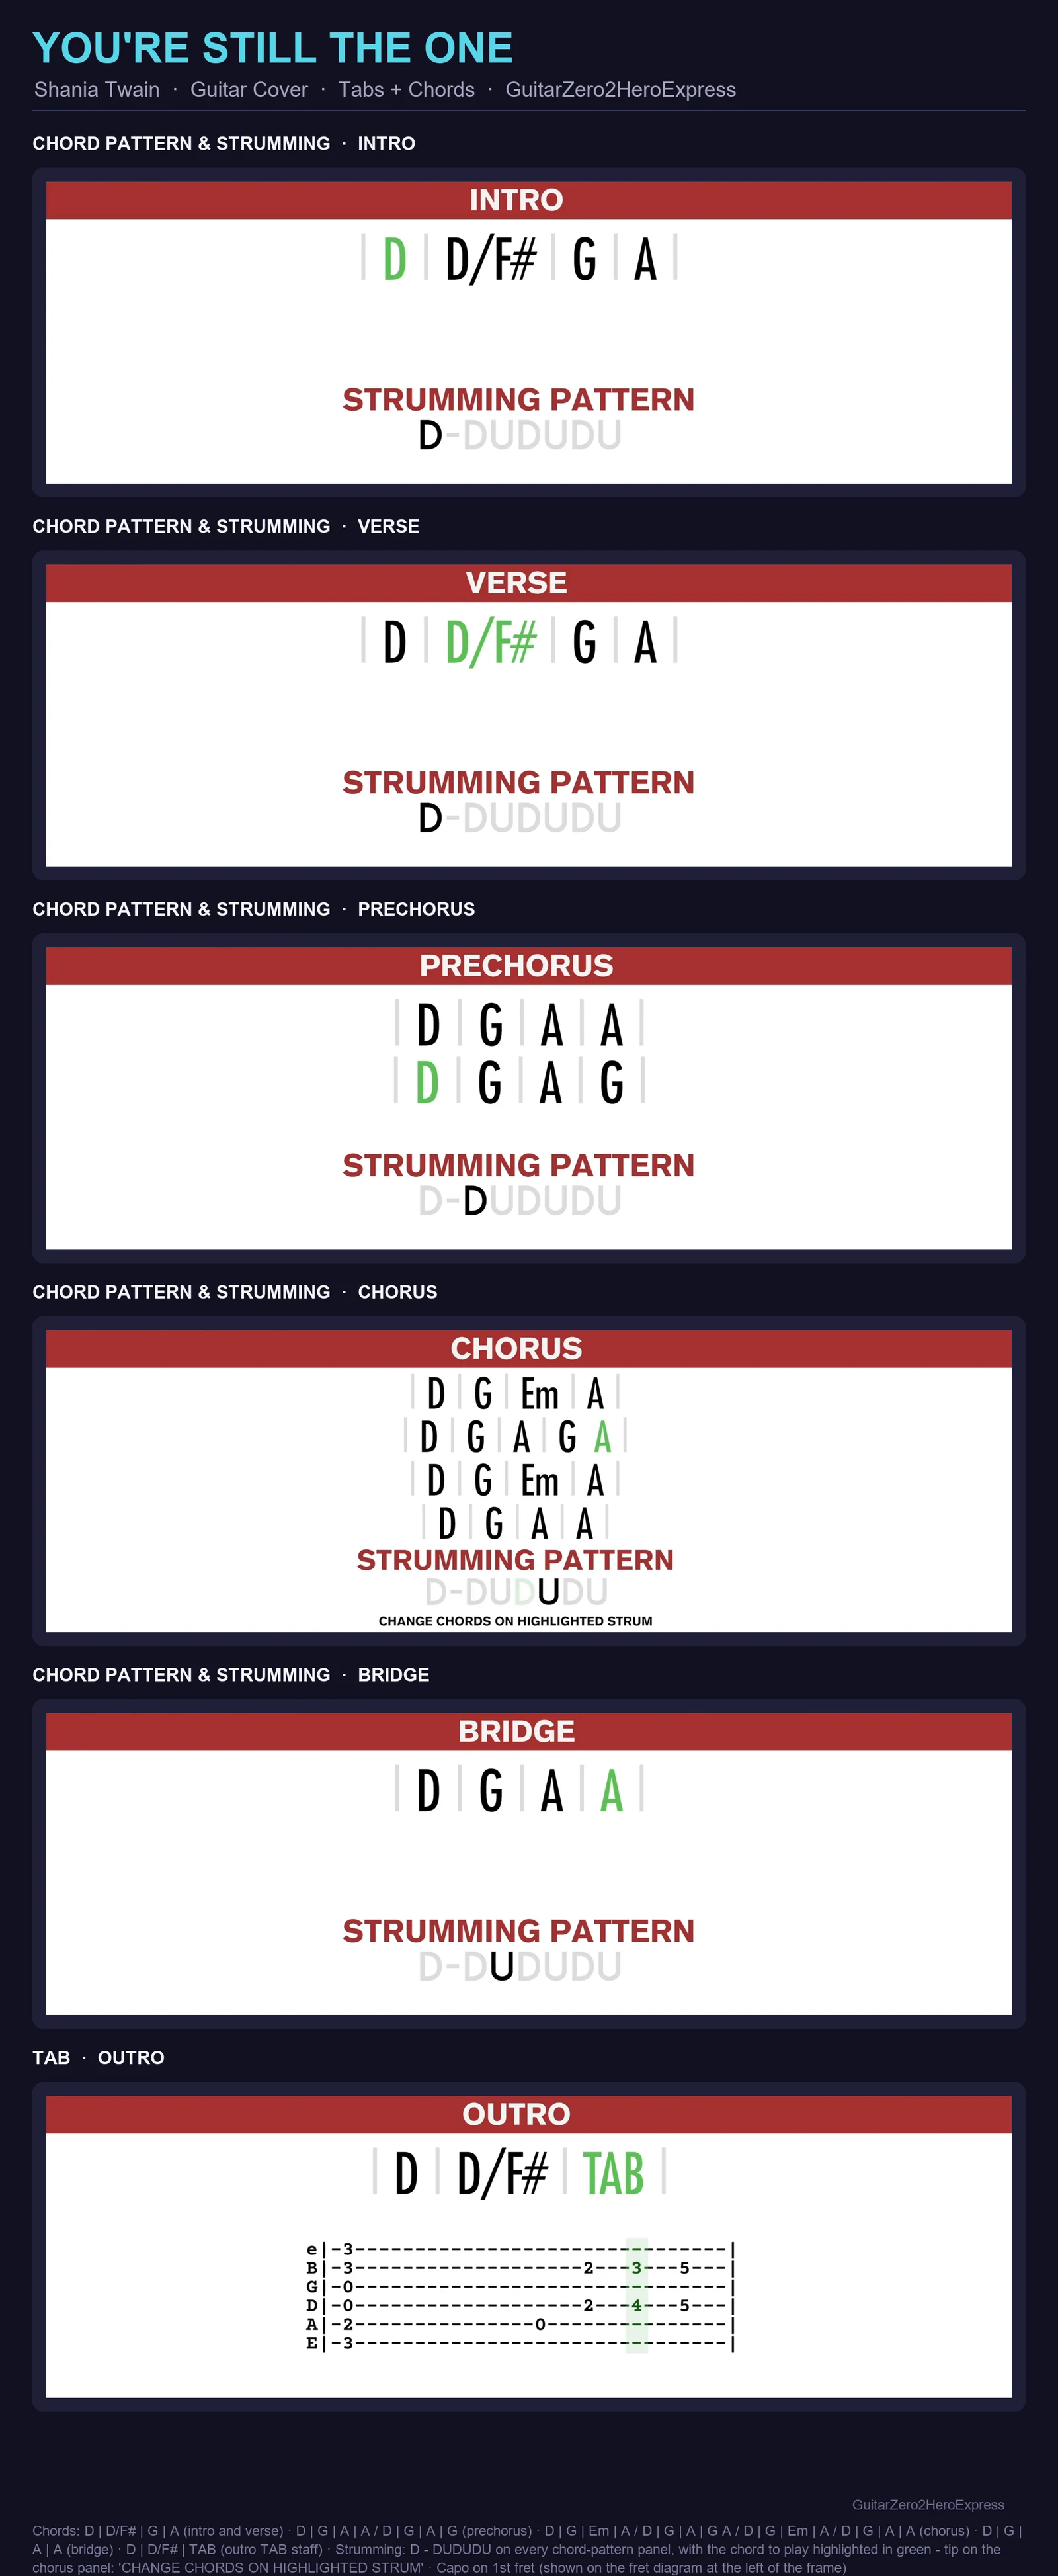 YOU'RE STILL THE ONE
Shania Twain · Guitar Cover · Tabs + Chords · GuitarZero2HeroExpress
CHORD PATTERN & STRUMMING · INTRO
INTRO
| D | D/F# | G | A |
STRUMMING PATTERN
D-DUDUDU
CHORD PATTERN & STRUMMING · VERSE
VERSE
| D | D/F# | G | A |
STRUMMING PATTERN
D-DUDUDU
CHORD PATTERN & STRUMMING · PRECHORUS
PRECHORUS
| D | G | A | A |
| D | G | A | G |
STRUMMING PATTERN
D-DUDUDU
CHORD PATTERN & STRUMMING · CHORUS
CHORUS
| D | G | Em | A |
| D | G | A | G A |
| D | G | Em | A |
| D | G | A | A |
STRUMMING PATTERN
D-DUDUDU
CHANGE CHORDS ON HIGHLIGHTED STRUM
CHORD PATTERN & STRUMMING · BRIDGE
BRIDGE
| D | G | A | A |
STRUMMING PATTERN
D-DUDUDU
TAB · OUTRO
OUTRO
| D | D/F# | TAB |
e|-3-------------------------------|
B|-3-------------------2---3---5---|
G|-0-------------------------------|
D|-0-------------------2---4---5---|
A|-2---------------0---------------|
E|-3-------------------------------|
GuitarZero2HeroExpress
Chords: D | D/F# | G | A (intro and verse) · D | G | A | A / D | G | A | G (prechorus) · D | G | Em | A / D | G | A | G A / D | G | Em | A / D | G | A | A (chorus) · D | G |
A | A (bridge) · D | D/F# | TAB (outro TAB staff) · Strumming: D - DUDUDU on every chord-pattern panel, with the chord to play highlighted in green - tip on the
chorus panel: 'CHANGE CHORDS ON HIGHLIGHTED STRUM' · Capo on 1st fret (shown on the fret diagram at the left of the frame)